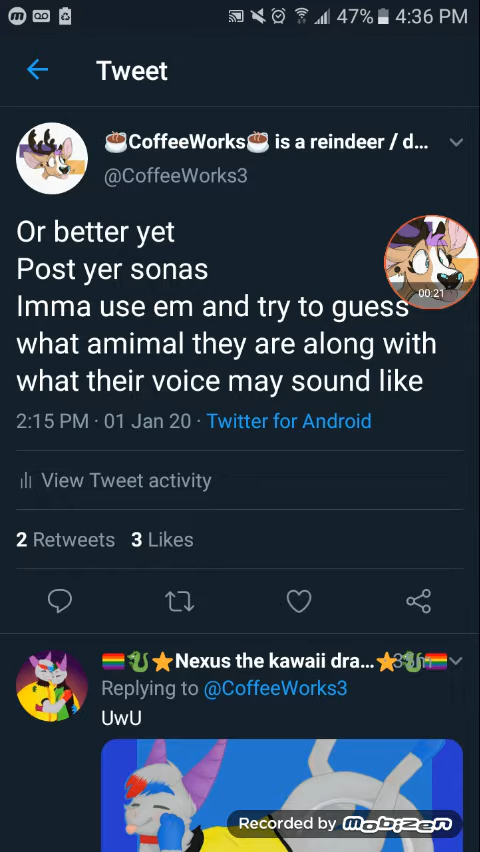 47% 4:36 PM
Tweet
☕CoffeeWorks☕ is a reindeer / d...
@CoffeeWorks3
Or better yet
Post yer sonas
Imma use em and try to guess
what amimal they are along with
what their voice may sound like
00:21
2:15 PM · 01 Jan 20 · Twitter for Android
View Tweet activity
2 Retweets 3 Likes
🏳️‍🌈🐉⭐Nexus the kawaii dra...⭐🐉🏳️‍🌈
Replying to @CoffeeWorks3
UwU
Recorded by mobizen